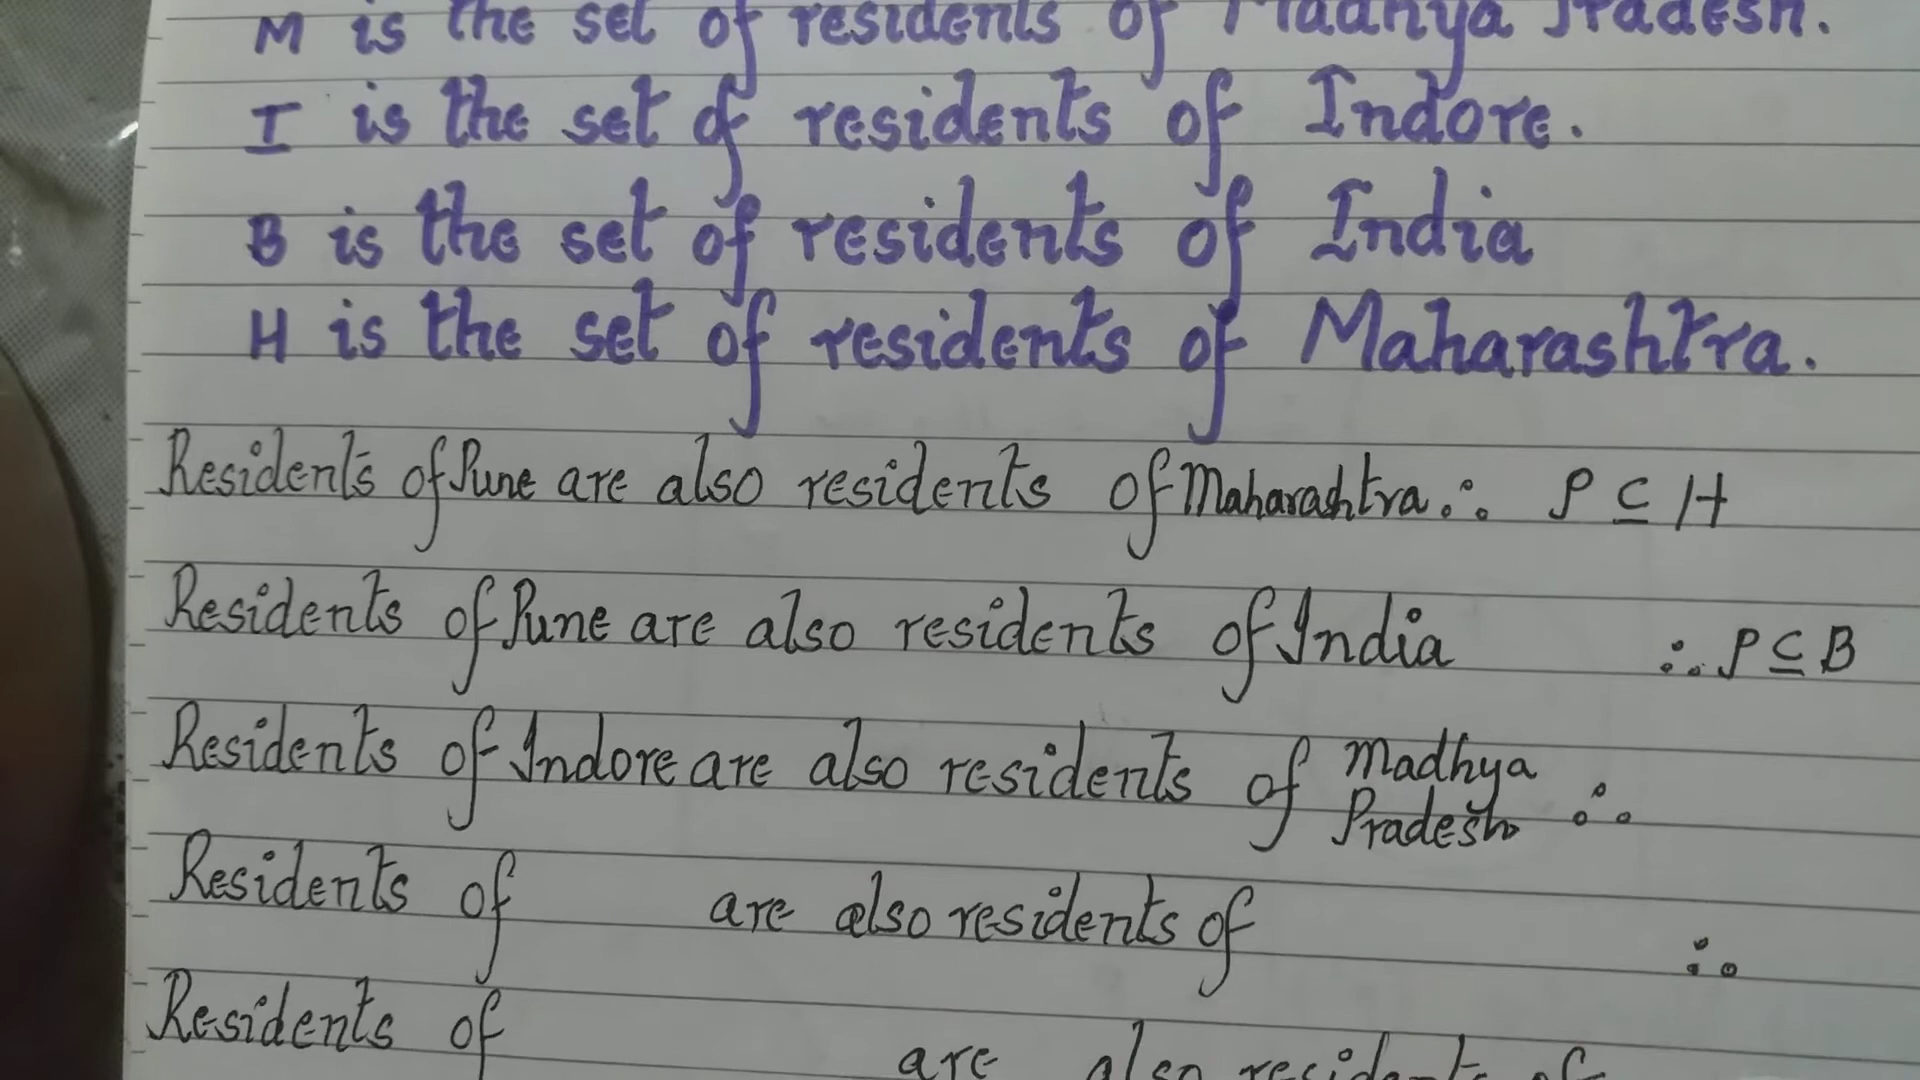 M is the set of residents of Madhya Pradesh.
I is the set of residents of Indore.
B is the set of residents of India
H is the set of residents of Maharashtra.
Residents of Pune are also residents of Maharashtra ∴ P ⊆ H
Residents of Pune are also residents of India ∴ P ⊆ B
Residents of Indore are also residents of Madhya Pradesh ∴
Residents of are also residents of ∴
Residents of are also residents of